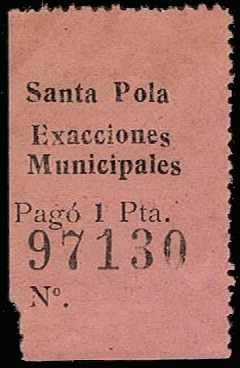 Santa Pola
Exacciones
Municipales
Pagó 1 Pta.
97130
Nº.